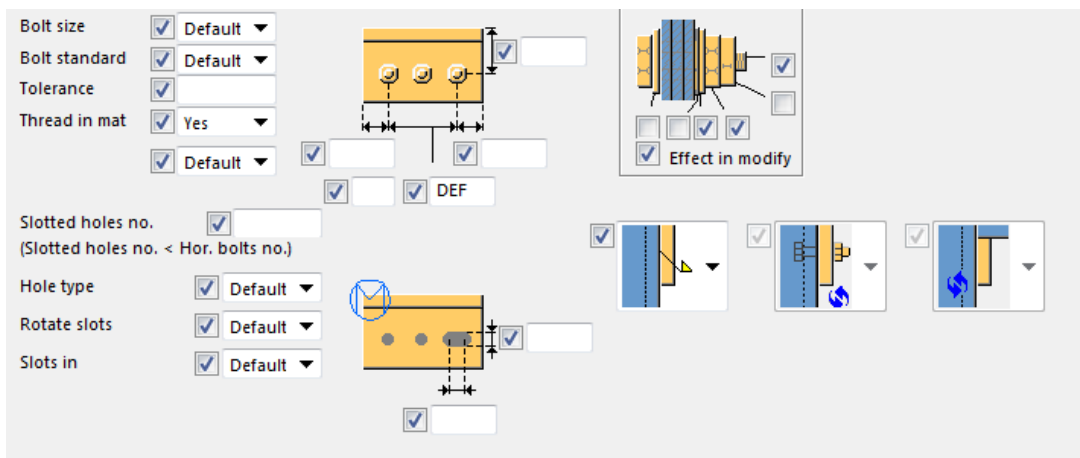 Bolt size Default
Bolt standard Default
Tolerance
Thread in mat Yes
Default
DEF
Effect in modify
Slotted holes no.
(Slotted holes no. < Hor. bolts no.)
Hole type Default
Rotate slots Default
Slots in Default